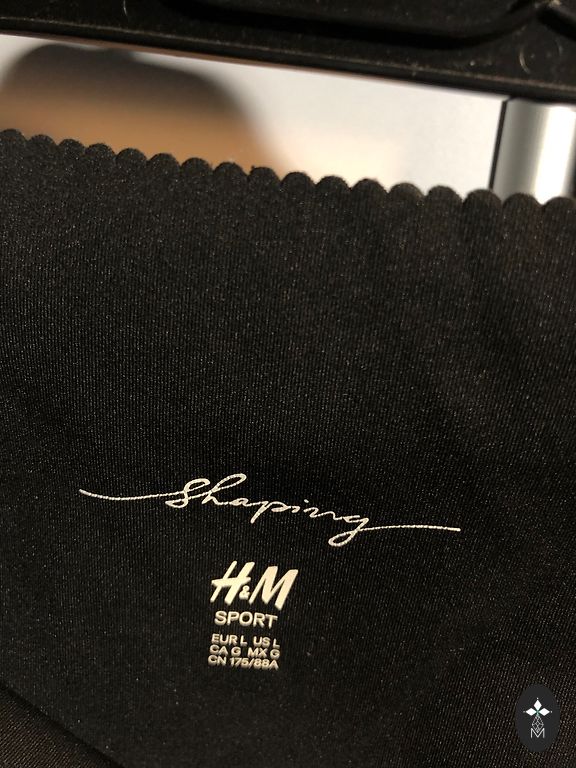 shaping
H&M
SPORT
EUR L US L
CA G MX G
CN 175/88A
M